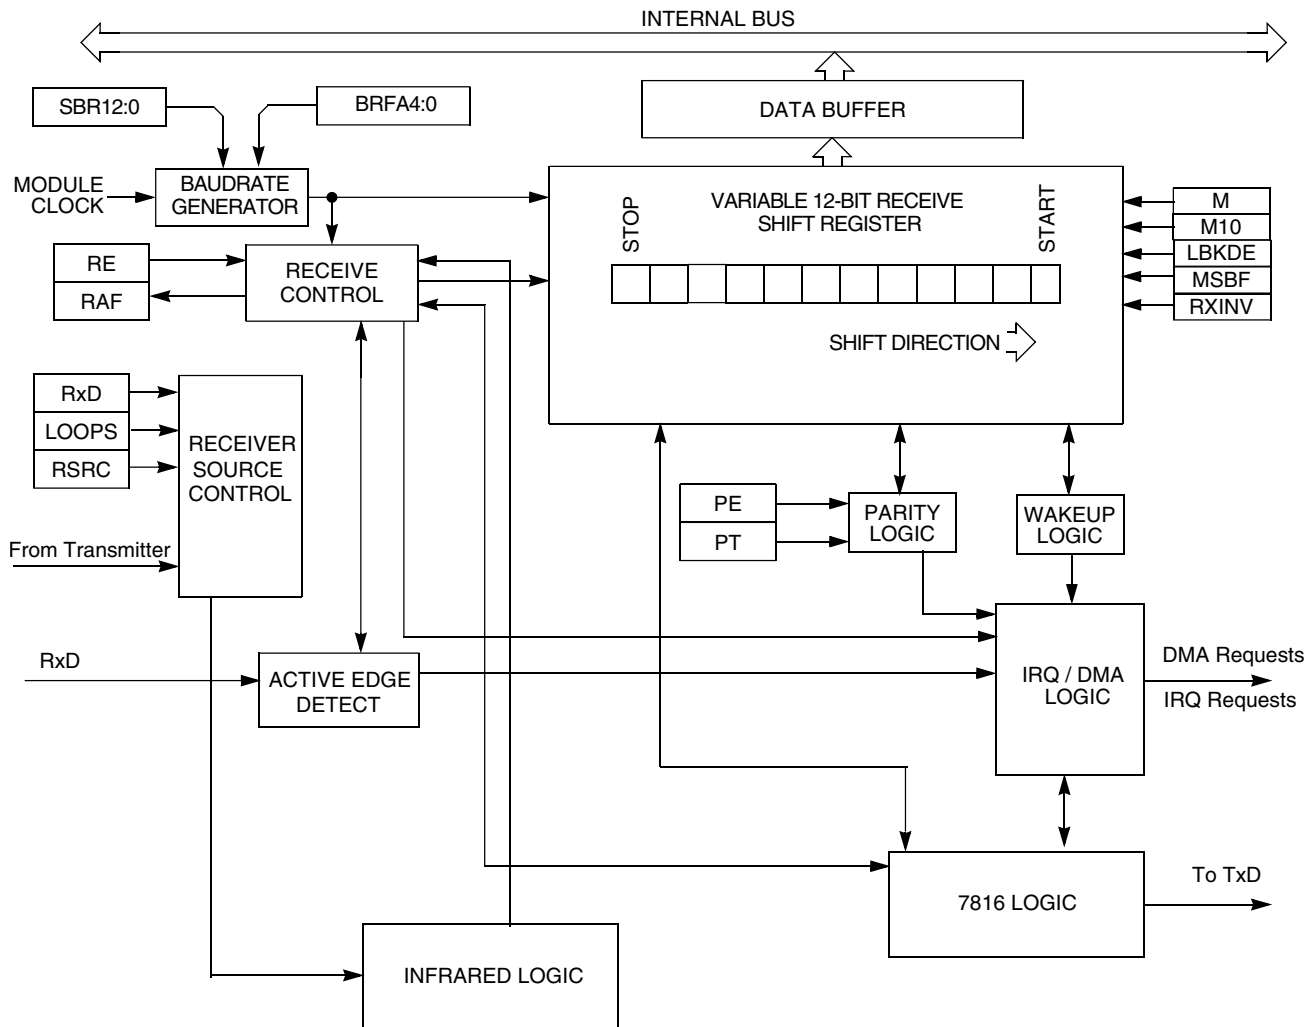 INTERNAL BUS
SBR12:0
BRFA4:0
DATA BUFFER
MODULE
CLOCK
BAUDRATE
GENERATOR
STOP
VARIABLE 12-BIT RECEIVE
SHIFT REGISTER
START
M
M10
LBKDE
MSBF
RXINV
RE
RAF
RECEIVE
CONTROL
SHIFT DIRECTION
RxD
LOOPS
RSRC
RECEIVER
SOURCE
CONTROL
From Transmitter
PE
PT
PARITY
LOGIC
WAKEUP
LOGIC
RxD
ACTIVE EDGE
DETECT
IRQ / DMA
LOGIC
DMA Requests
IRQ Requests
7816 LOGIC
To TxD
INFRARED LOGIC